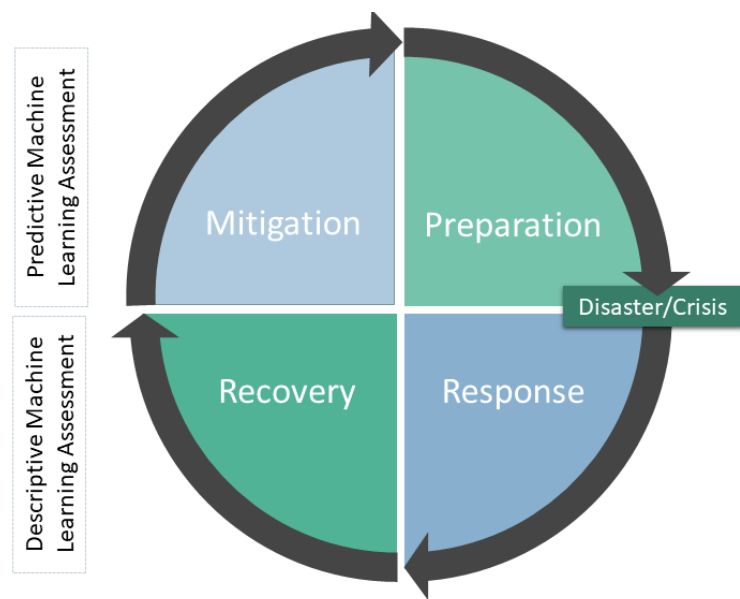 Predictive Machine
Learning Assessment
Mitigation
Preparation
Disaster/Crisis
Descriptive Machine
Learning Assessment
Recovery
Response